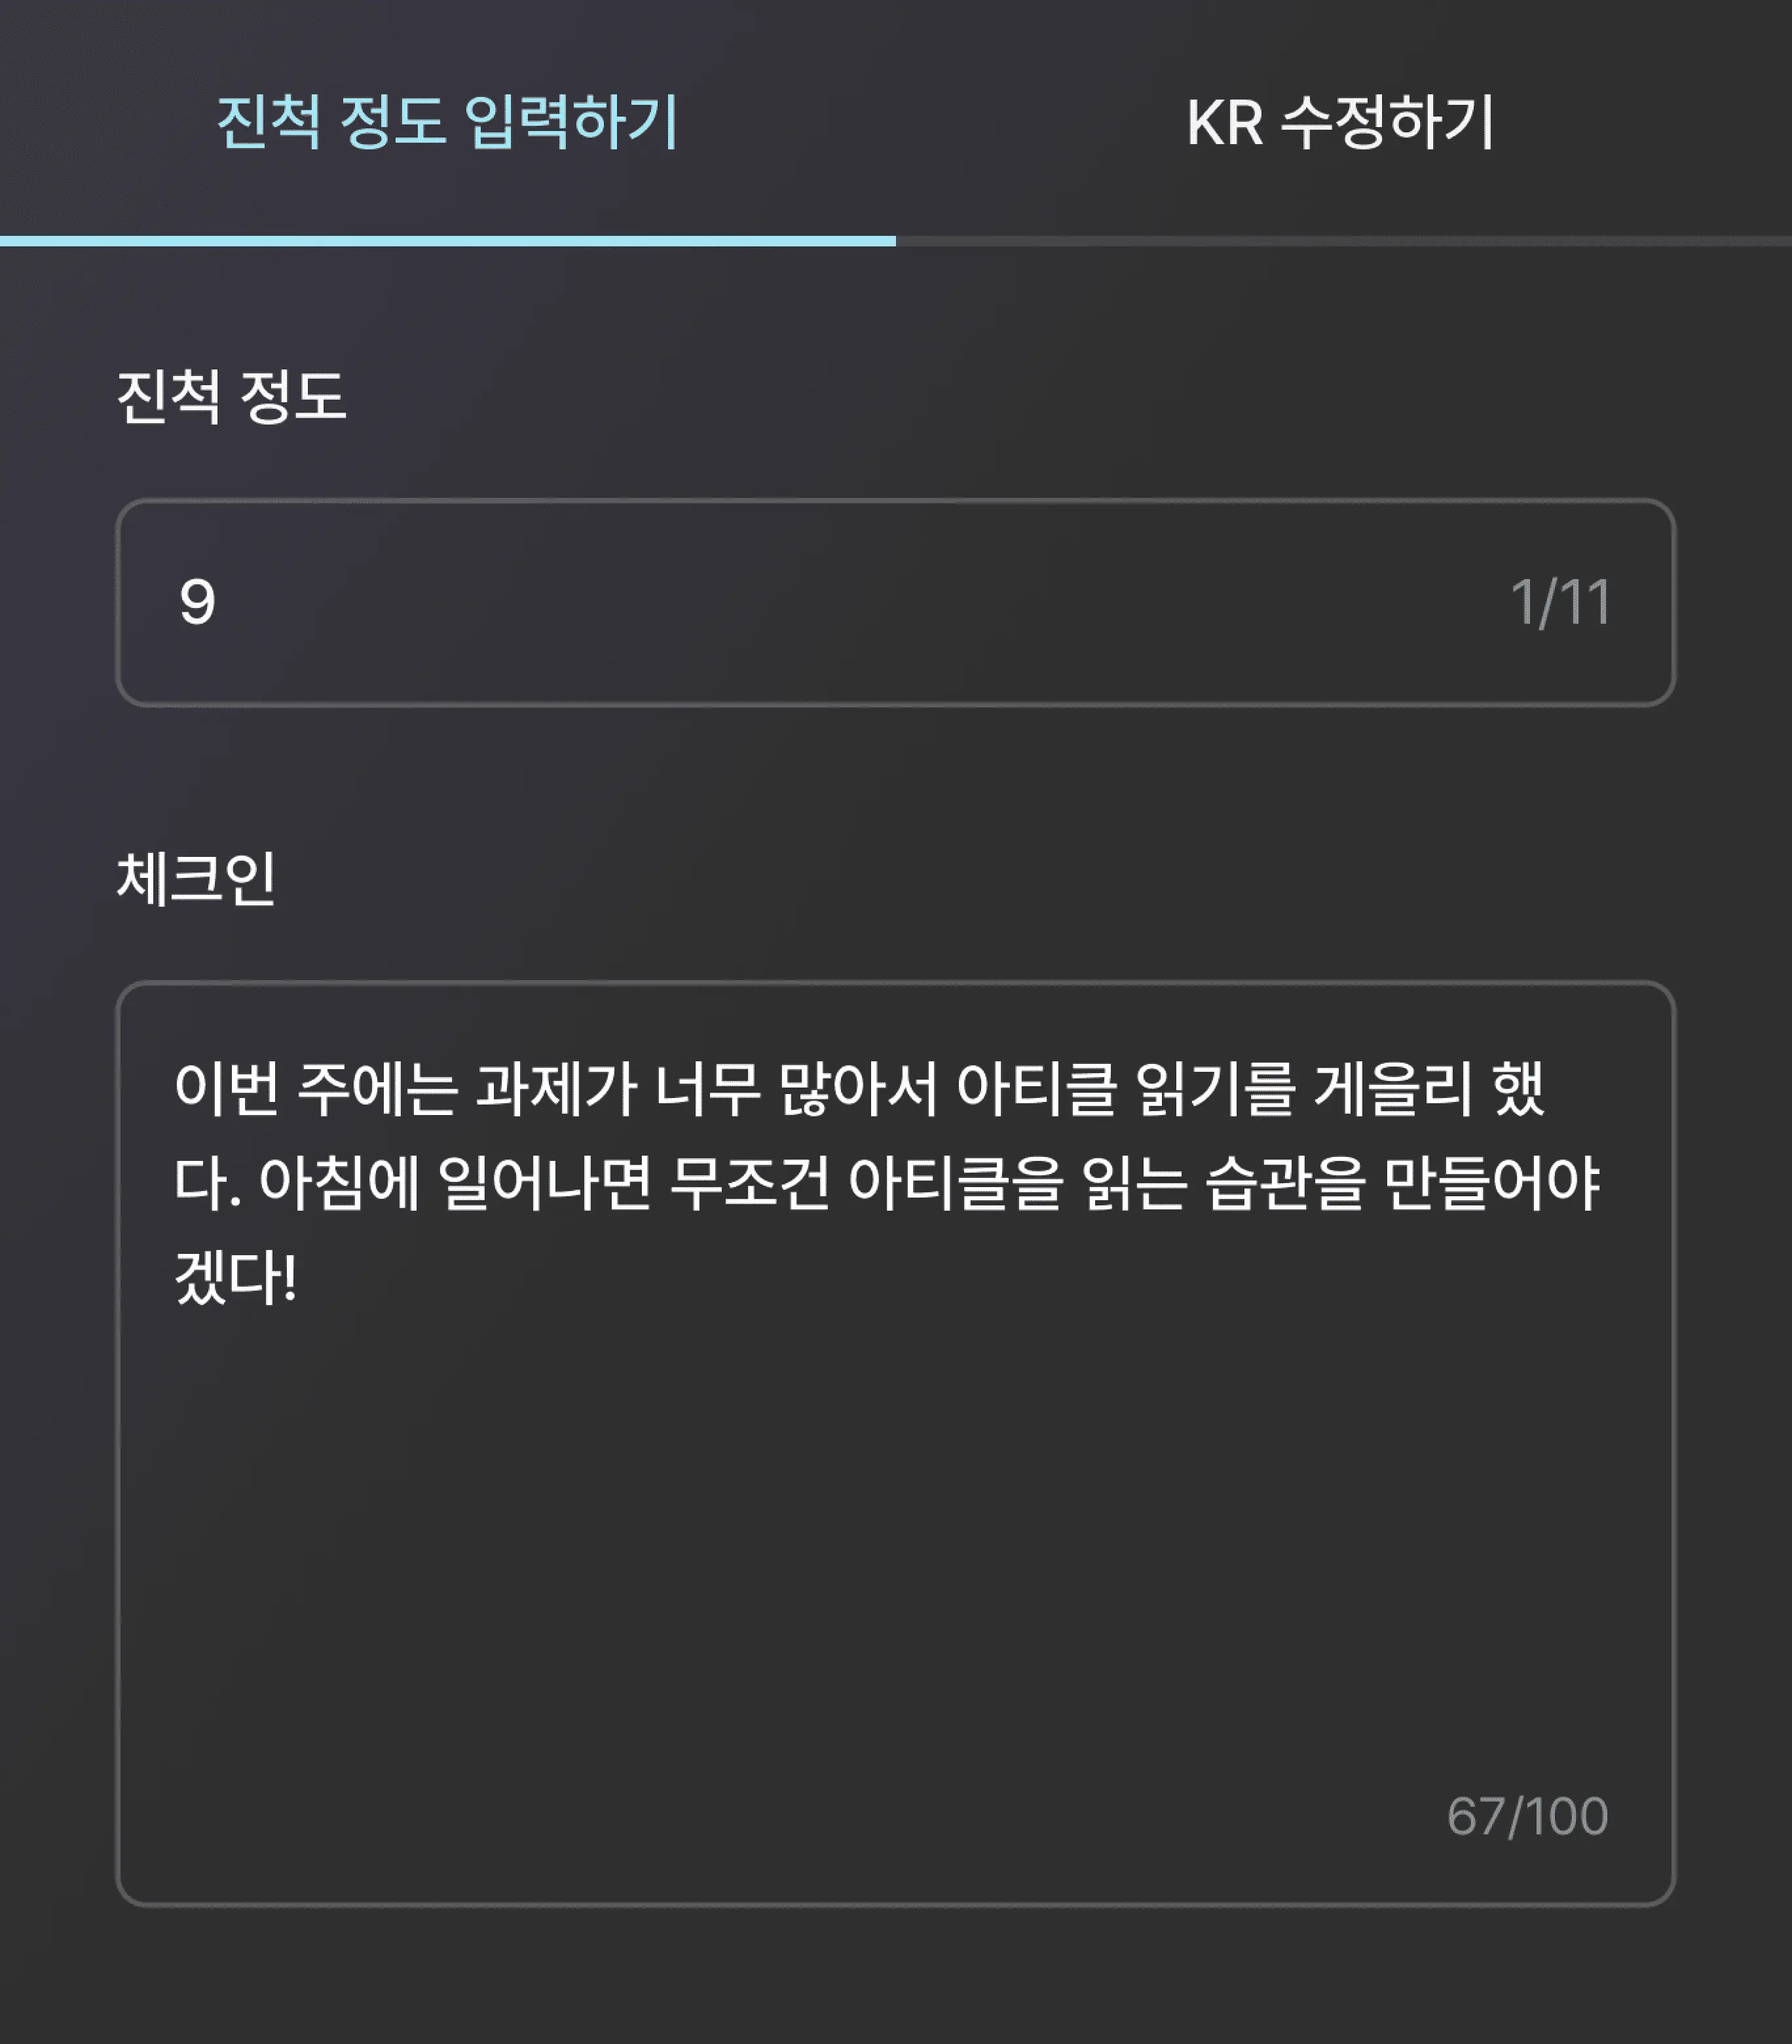 진척 정도 입력하기
KR 수정하기
진척 정도
9
1/11
체크인
이번 주에는 과제가 너무 많아서 아티클 읽기를 게을리 했
다. 아침에 일어나면 무조건 아티클을 읽는 습관을 만들어야
겠다!
67/100